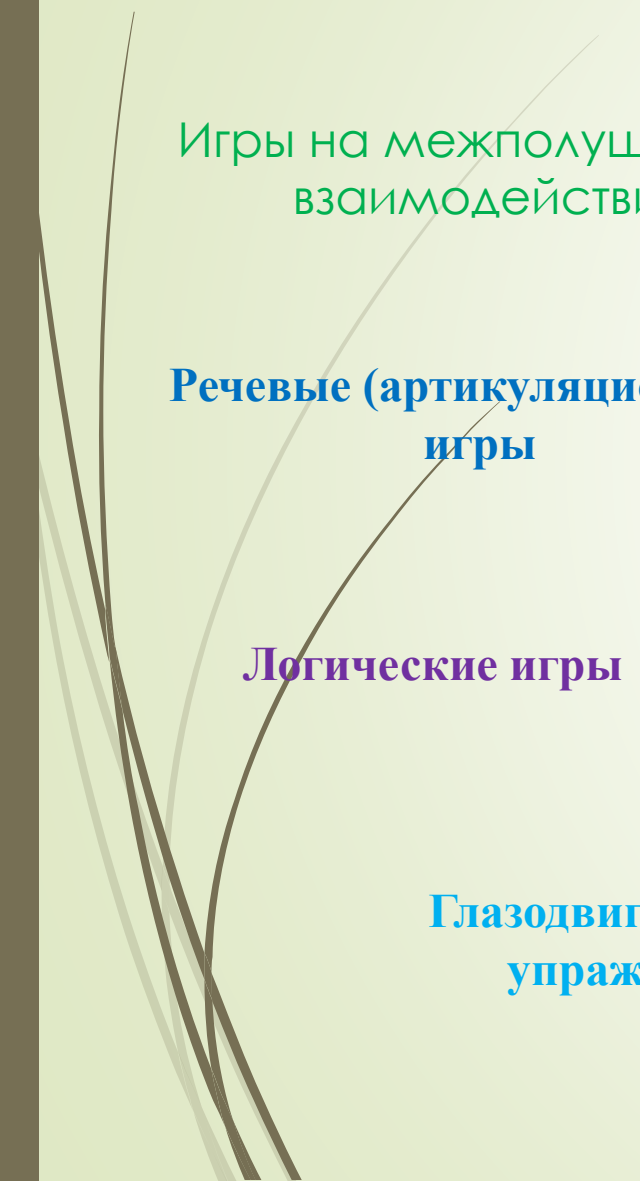 Игры на межполуш
взаимодействи
Речевые (артикуляцио
игры
Логические игры
Глазодвиг
упраж